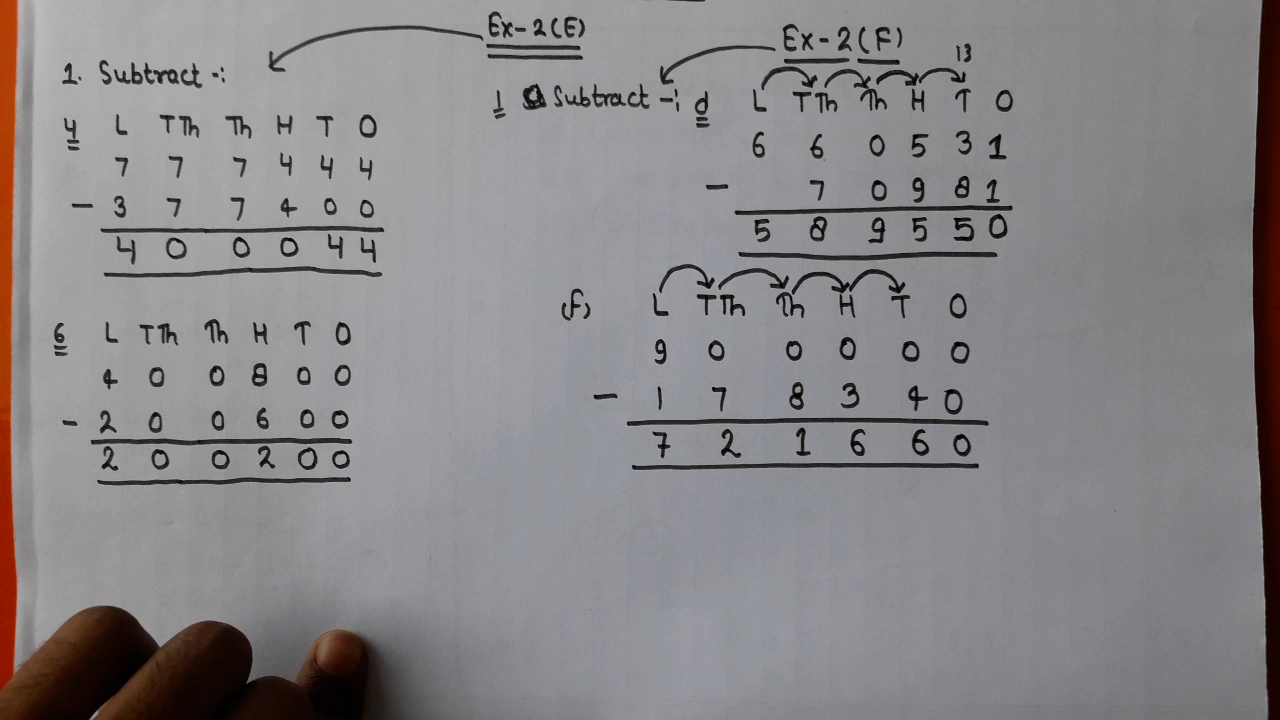 Ex-2(E)
1. Subtract -:
4 L TTh Th H T O
7 7 7 4 4 4
- 3 7 7 4 0 0
4 0 0 0 4 4
6 L TTh Th H T O
4 0 0 8 0 0
- 2 0 0 6 0 0
2 0 0 2 0 0
Ex-2(F)
13
1 Subtract -: d L TTh Th H T O
6 6 0 5 3 1
- 7 0 9 8 1
5 8 9 5 5 0
(f) L TTh Th H T O
9 0 0 0 0 0
- 1 7 8 3 4 0
7 2 1 6 6 0